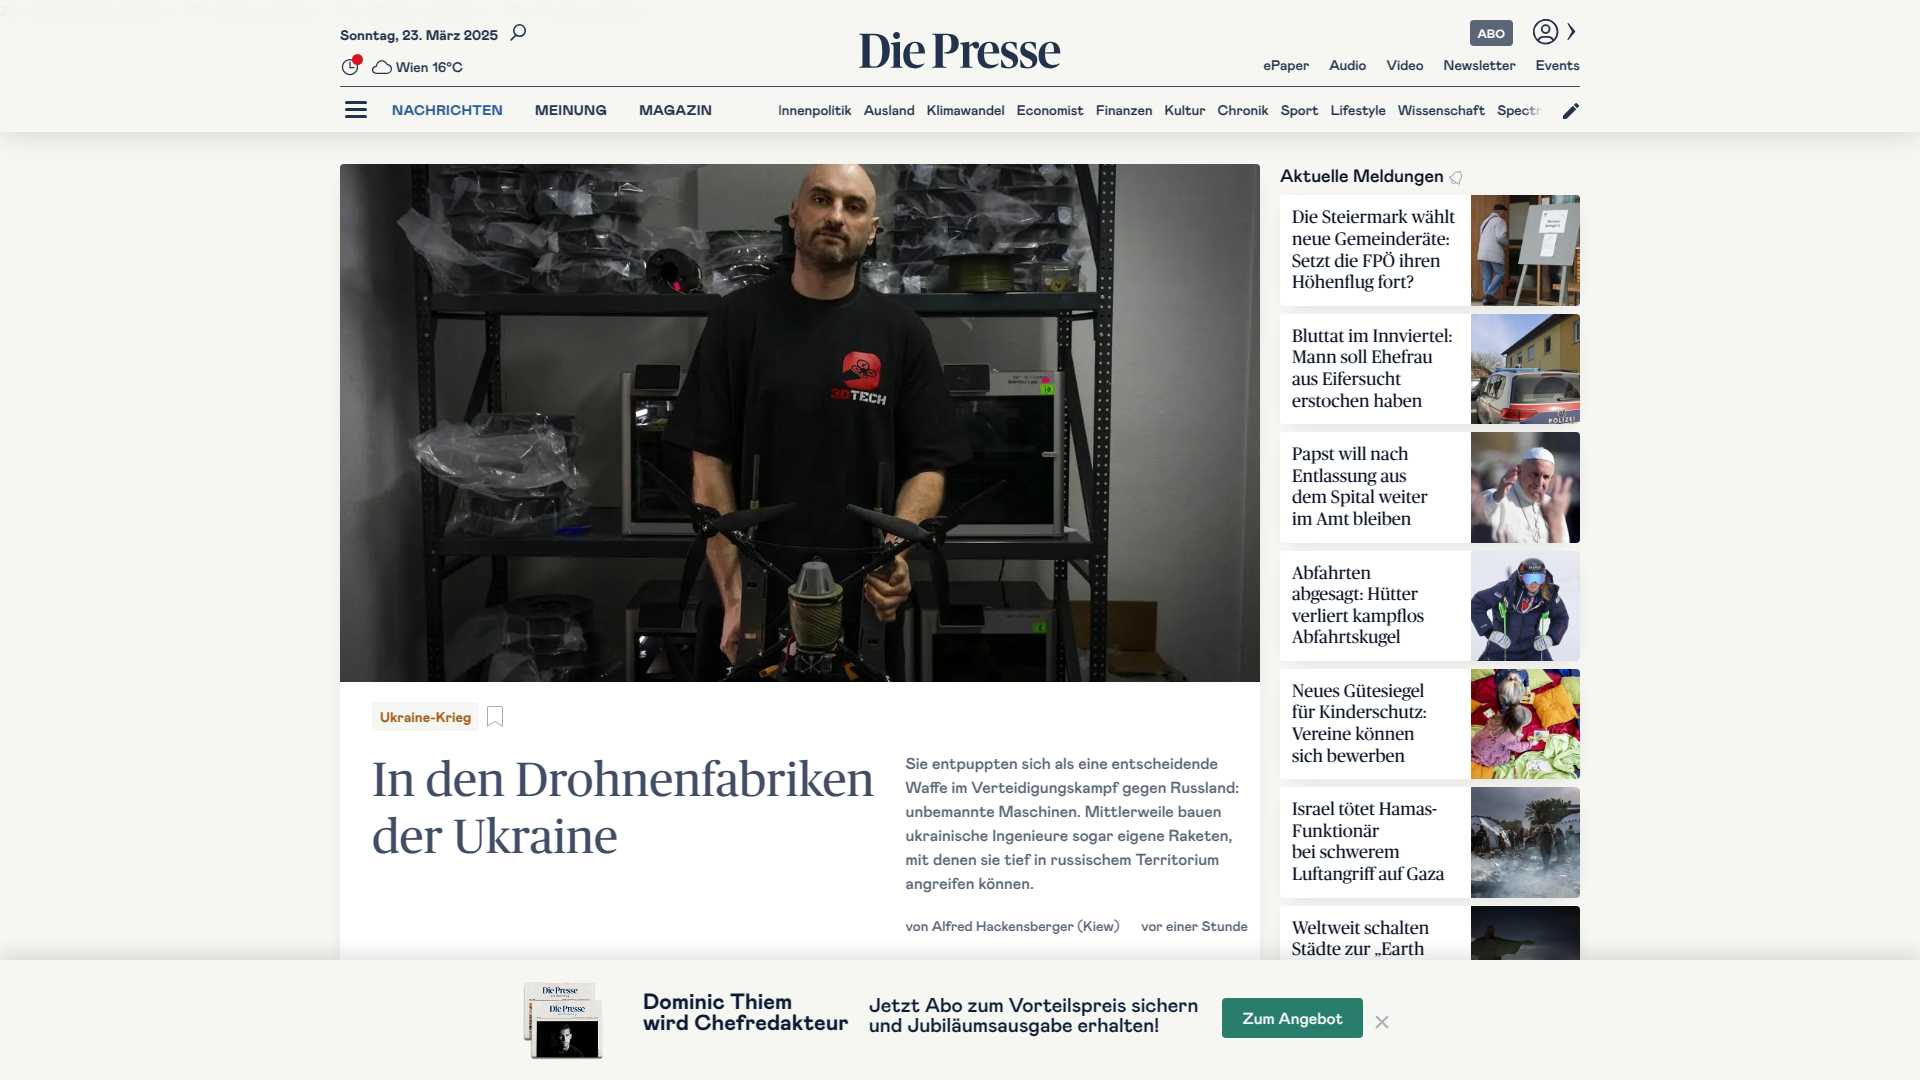 Sonntag, 23. März 2025
Wien 16°C
Die Presse
ABO
ePaper Audio Video Newsletter Events
NACHRICHTEN MEINUNG MAGAZIN
Innenpolitik Ausland Klimawandel Economist Finanzen Kultur Chronik Sport Lifestyle Wissenschaft Spectr
3DTECH
Ukraine-Krieg
In den Drohnenfabriken
der Ukraine
Sie entpuppten sich als eine entscheidende
Waffe im Verteidigungskampf gegen Russland:
unbemannte Maschinen. Mittlerweile bauen
ukrainische Ingenieure sogar eigene Raketen,
mit denen sie tief in russischem Territorium
angreifen können.
von Alfred Hackensberger (Kiew) vor einer Stunde
Aktuelle Meldungen
Die Steiermark wählt
neue Gemeinderäte:
Setzt die FPÖ ihren
Höhenflug fort?
Bluttat im Innviertel:
Mann soll Ehefrau
aus Eifersucht
erstochen haben
POLIZEI
Papst will nach
Entlassung aus
dem Spital weiter
im Amt bleiben
Abfahrten
abgesagt: Hütter
verliert kampflos
Abfahrtskugel
Neues Gütesiegel
für Kinderschutz:
Vereine können
sich bewerben
Israel tötet Hamas-
Funktionär
bei schwerem
Luftangriff auf Gaza
Weltweit schalten
Städte zur „Earth
Die Presse
Die Presse
Dominic Thiem
wird Chefredakteur
Jetzt Abo zum Vorteilspreis sichern
und Jubiläumsausgabe erhalten!
Zum Angebot